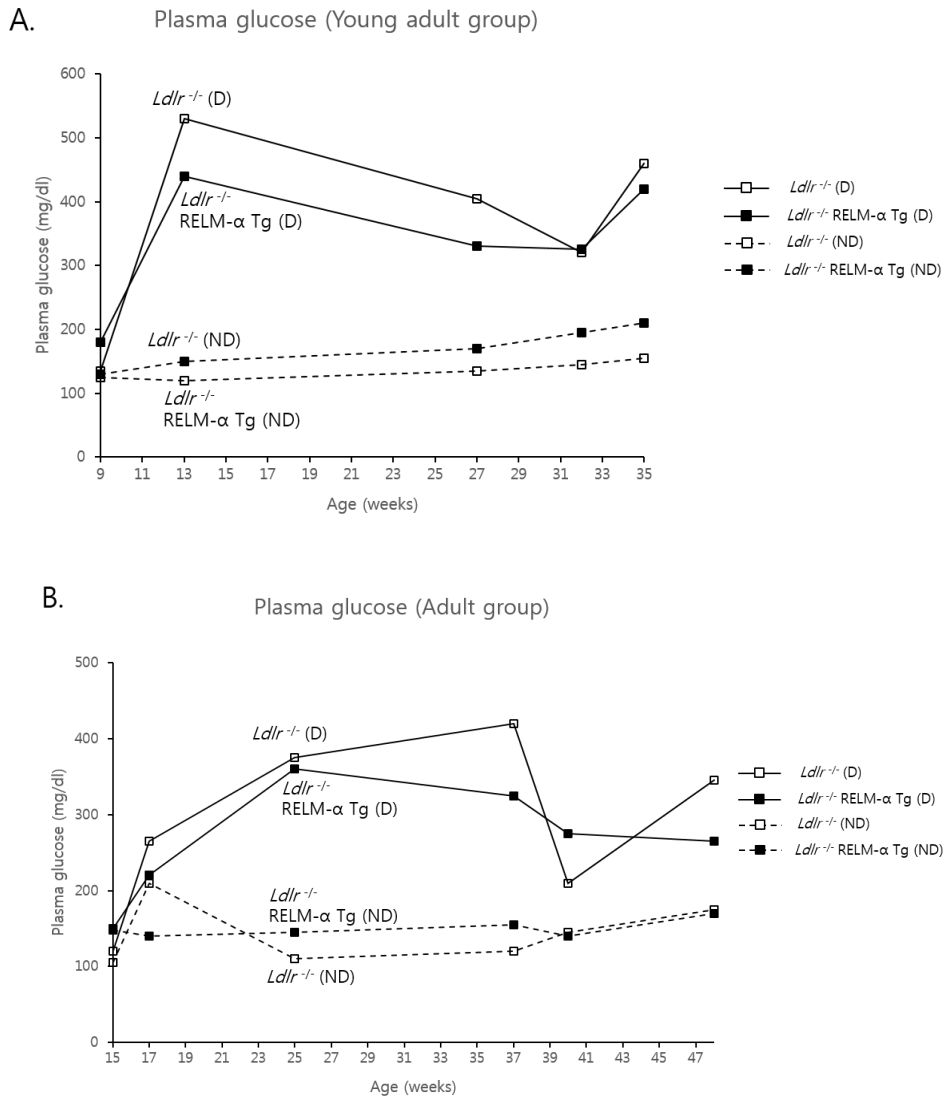 A.
Plasma glucose (Young adult group)
600
500
400
300
200
100
0
Plasma glucose (mg/dl)
Ldlr -/- (D)
Ldlr -/-
RELM-α Tg (D)
Ldlr -/- (ND)
Ldlr -/-
RELM-α Tg (ND)
9 11 13 15 17 19 21 23 25 27 29 31 33 35
Age (weeks)
Ldlr -/- (D)
Ldlr -/- RELM-α Tg (D)
Ldlr -/- (ND)
Ldlr -/- RELM-α Tg (ND)
B.
Plasma glucose (Adult group)
500
400
300
200
100
0
Plasma glucose (mg/dl)
Ldlr -/- (D)
Ldlr -/-
RELM-α Tg (D)
Ldlr -/-
RELM-α Tg (ND)
Ldlr -/- (ND)
15 17 19 21 23 25 27 29 31 33 35 37 39 41 43 45 47
Age (weeks)
Ldlr -/- (D)
Ldlr -/- RELM-α Tg (D)
Ldlr -/- (ND)
Ldlr -/- RELM-α Tg (ND)